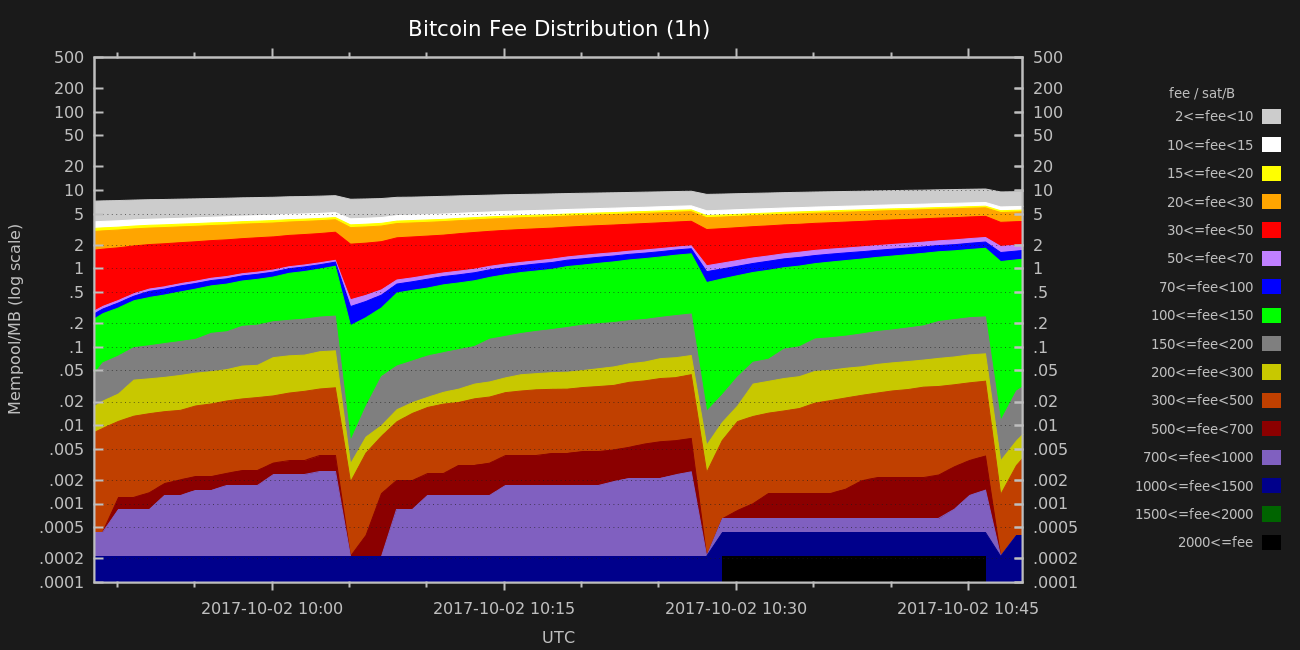 Bitcoin Fee Distribution (1h)
Mempool/MB (log scale)
500
200
100
50
20
10
5
2
1
.5
.2
.1
.05
.02
.01
.005
.002
.001
.0005
.0002
.0001
500
200
100
50
20
10
5
2
1
.5
.2
.1
.05
.02
.01
.005
.002
.001
.0005
.0002
.0001
2017-10-02 10:00 2017-10-02 10:15 2017-10-02 10:30 2017-10-02 10:45
UTC
fee / sat/B
2<=fee<10
10<=fee<15
15<=fee<20
20<=fee<30
30<=fee<50
50<=fee<70
70<=fee<100
100<=fee<150
150<=fee<200
200<=fee<300
300<=fee<500
500<=fee<700
700<=fee<1000
1000<=fee<1500
1500<=fee<2000
2000<=fee